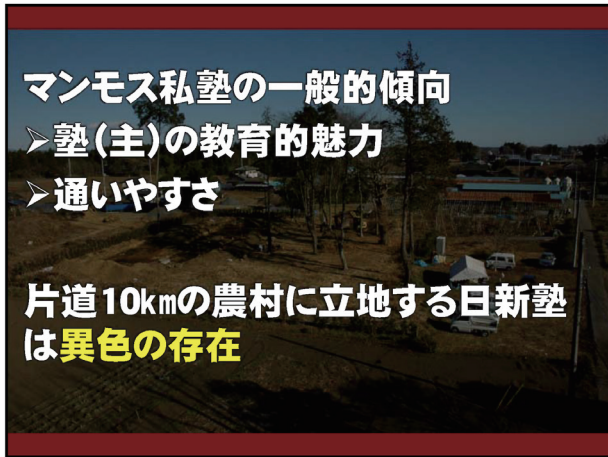 マンモス私塾の一般的傾向
➢塾(主)の教育的魅力
➢通いやすさ
片道10kmの農村に立地する日新塾
は異色の存在